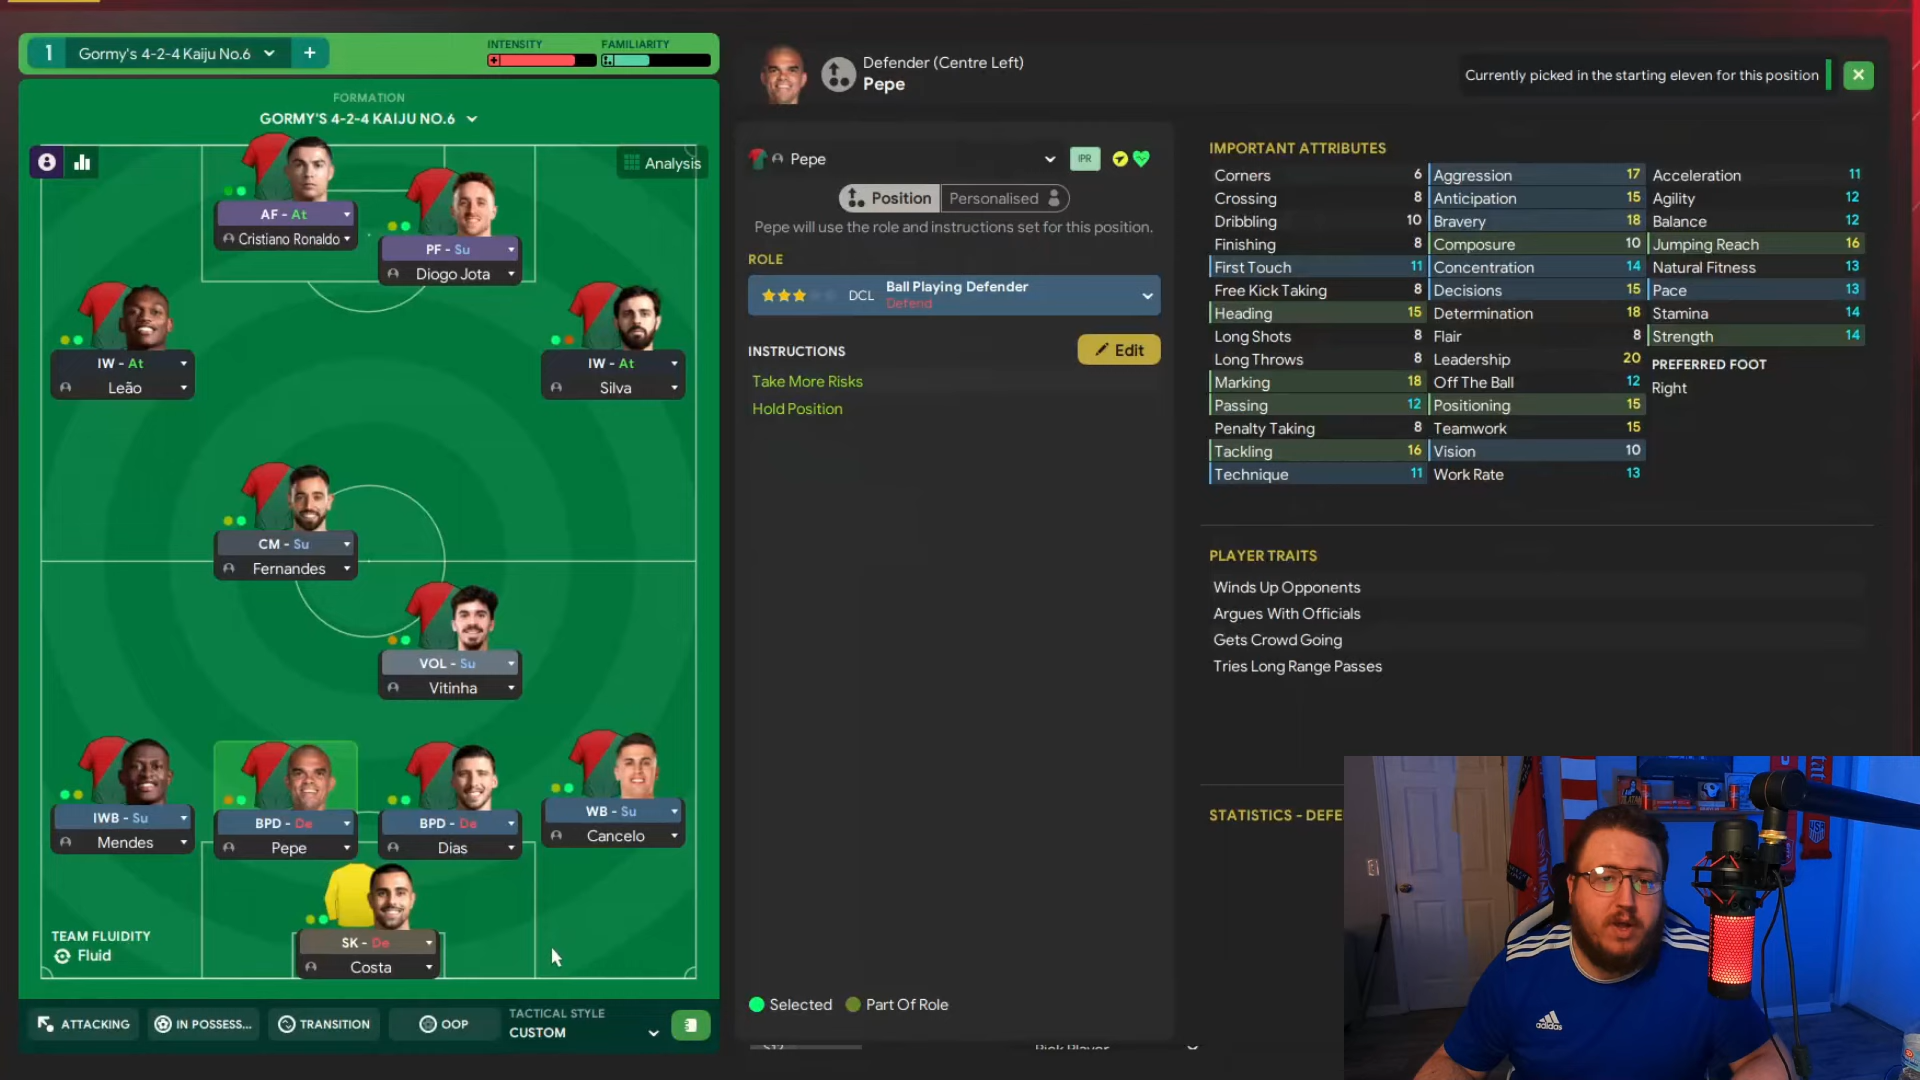 1
Gormy's 4-2-4 Kaiju No.6
+
INTENSITY
FAMILIARITY
FORMATION
GORMY'S 4-2-4 KAIJU NO.6
Analysis
AF - At
Cristiano Ronaldo
PF - Su
Diogo Jota
IW - At
Leão
IW - At
Silva
CM - Su
Fernandes
VOL - Su
Vitinha
IWB - Su
Mendes
BPD - De
Pepe
BPD - De
Dias
WB - Su
Cancelo
SK - De
Costa
TEAM FLUIDITY
Fluid
ATTACKING
IN POSSESS...
TRANSITION
OOP
TACTICAL STYLE
CUSTOM
Defender (Centre Left)
Pepe
Currently picked in the starting eleven for this position
Pepe
IPR
Position
Personalised
Pepe will use the role and instructions set for this position.
ROLE
DCL
Ball Playing Defender
Defend
INSTRUCTIONS
Edit
Take More Risks
Hold Position
Selected
Part Of Role
Pick Player
IMPORTANT ATTRIBUTES
Corners 6 Aggression 17 Acceleration 11
Crossing 8 Anticipation 15 Agility 12
Dribbling 10 Bravery 18 Balance 12
Finishing 8 Composure 10 Jumping Reach 16
First Touch 11 Concentration 14 Natural Fitness 13
Free Kick Taking 8 Decisions 15 Pace 13
Heading 15 Determination 18 Stamina 14
Long Shots 8 Flair 8 Strength 14
Long Throws 8 Leadership 20 PREFERRED FOOT
Marking 18 Off The Ball 12 Right
Passing 12 Positioning 15
Penalty Taking 8 Teamwork 15
Tackling 16 Vision 10
Technique 11 Work Rate 13
PLAYER TRAITS
Winds Up Opponents
Argues With Officials
Gets Crowd Going
Tries Long Range Passes
STATISTICS - DEFE
adidas